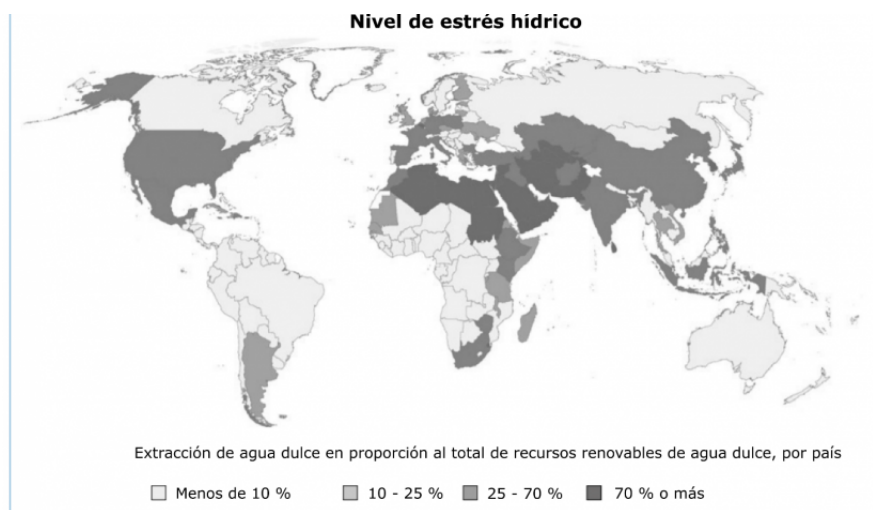 Nivel de estrés hídrico
Extracción de agua dulce en proporción al total de recursos renovables de agua dulce, por país
Menos de 10 % 10 - 25 % 25 - 70 % 70 % o más